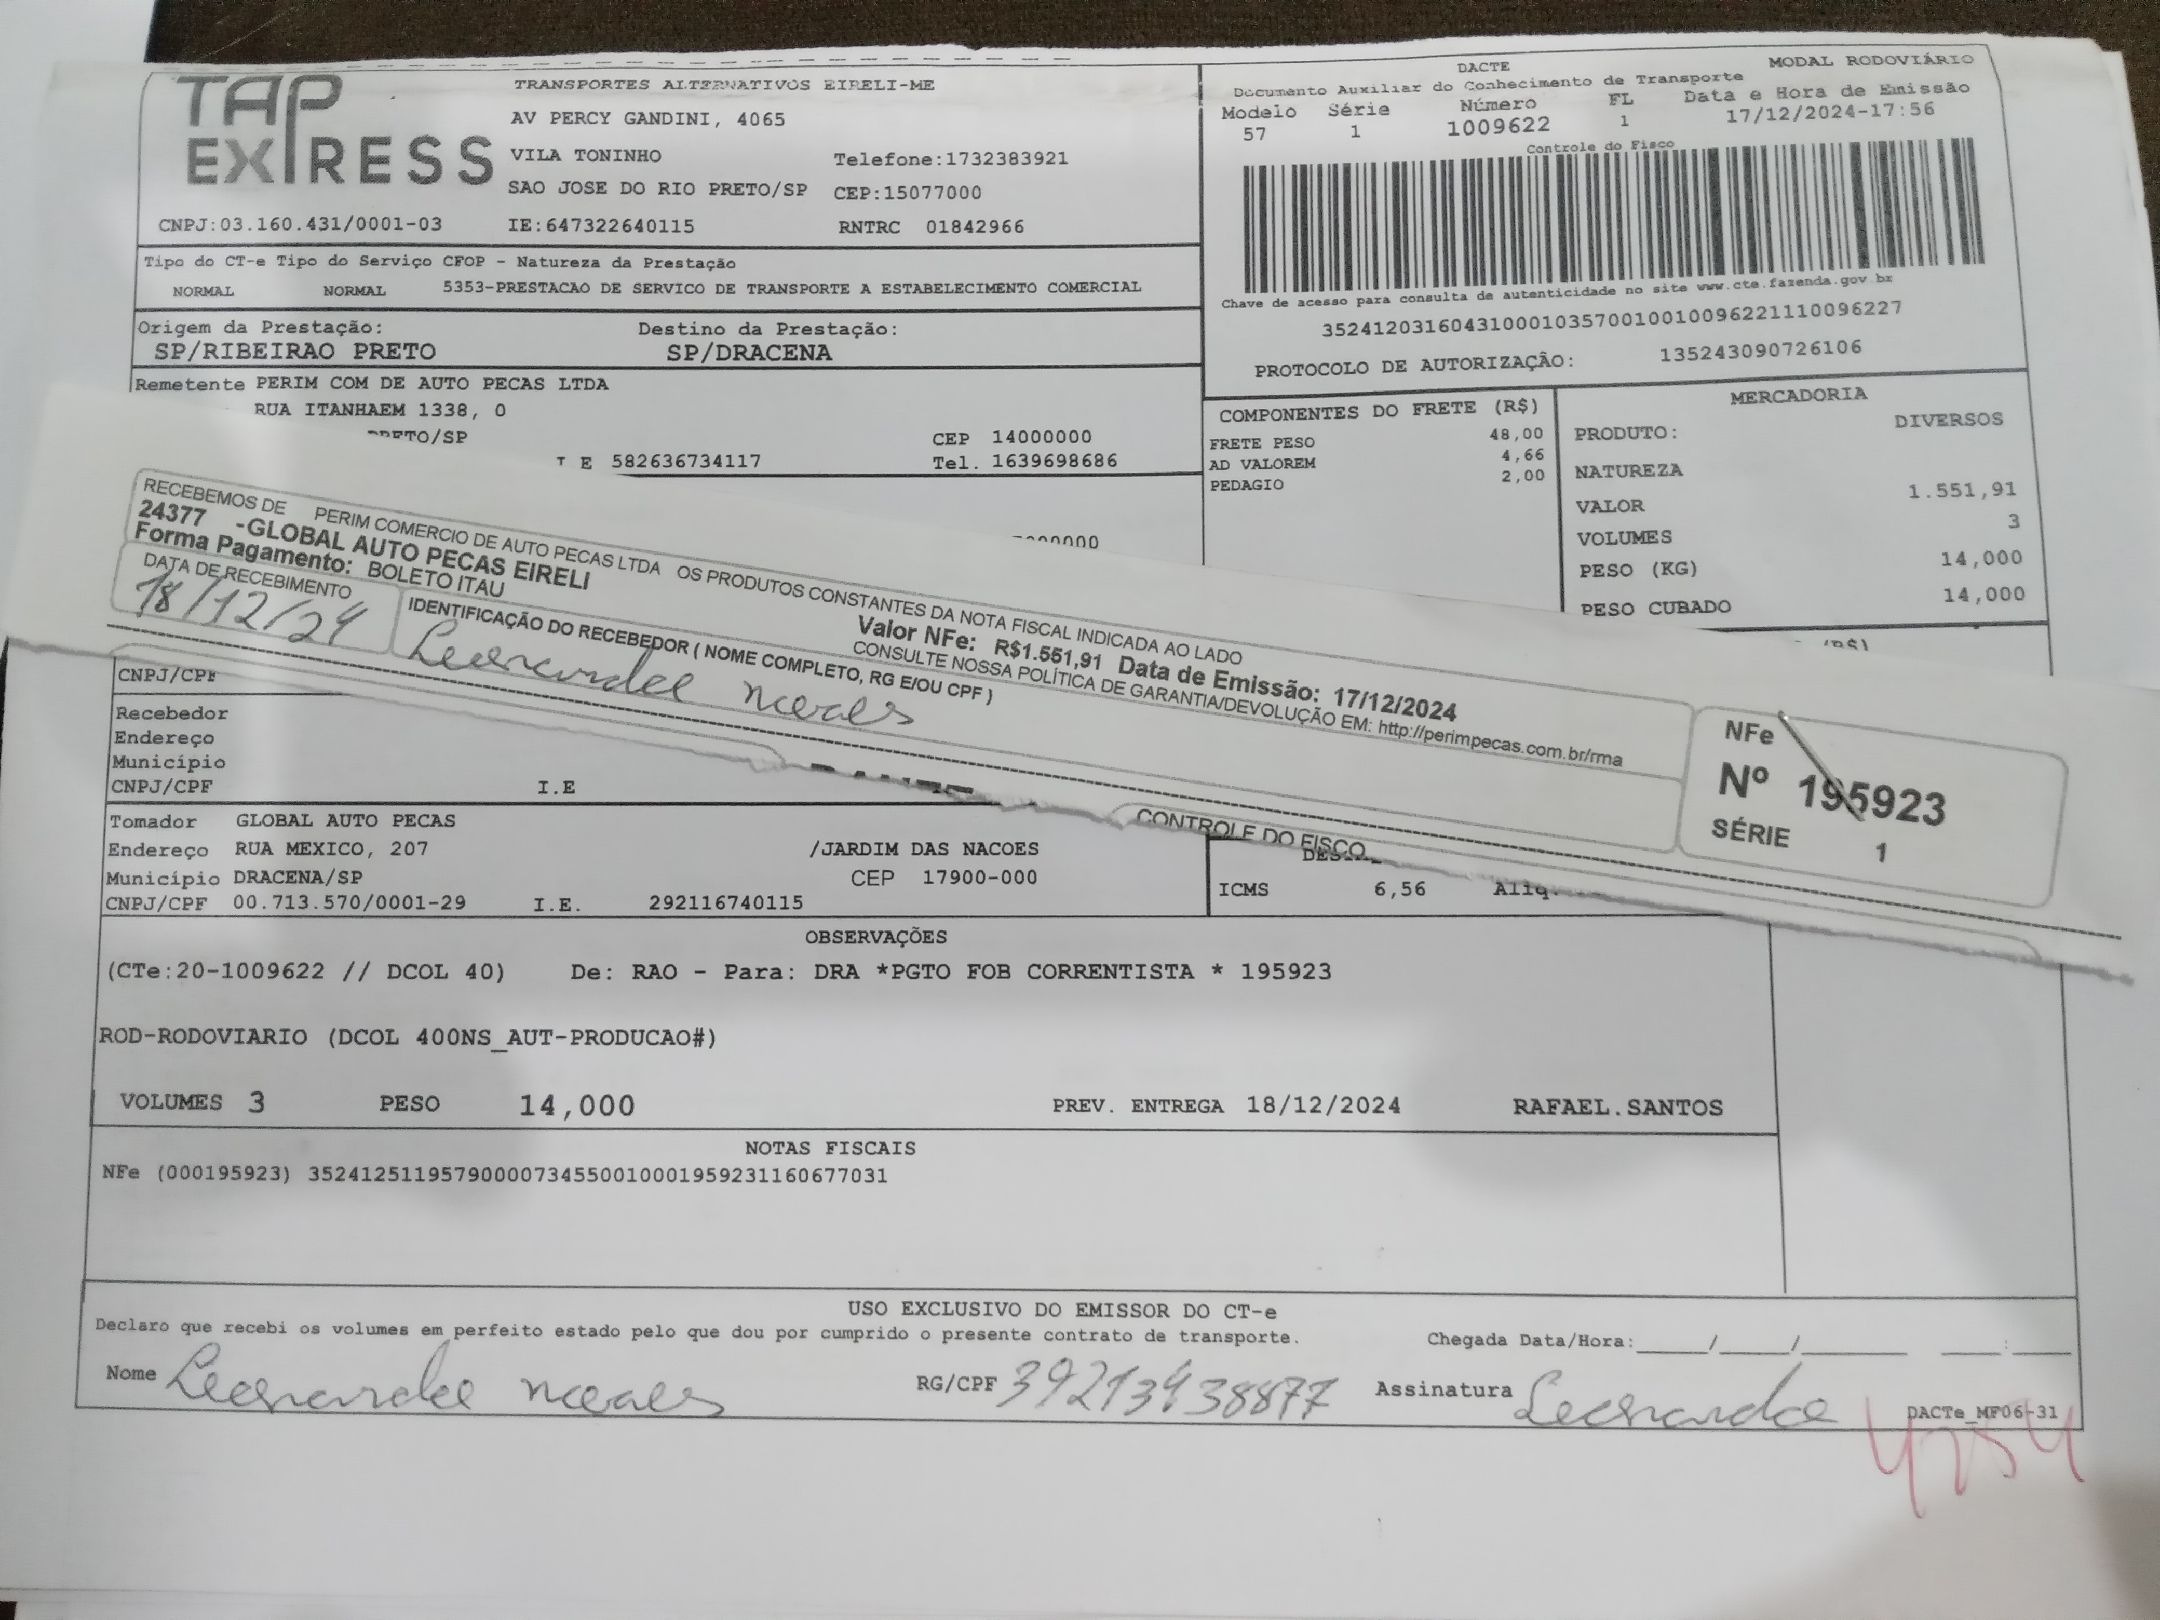 TAP EXPRESS
TRANSPORTES ALTERNATIVOS EIRELI-ME
AV PERCY GANDINI, 4065
VILA TONINHO Telefone:1732383921
SAO JOSE DO RIO PRETO/SP CEP:15077000
CNPJ:03.160.431/0001-03 IE:647322640115 RNTRC 01842966
DACTE MODAL RODOVIÁRIO
Documento Auxiliar do Conhecimento de Transporte
Modelo Série Número FL Data e Hora de Emissão
57 1 1009622 1 17/12/2024-17:56
Controle do Fisco
Chave de acesso para consulta de autenticidade no site www.cte.fazenda.gov.br
35241203160431000103570010010096221110096227
PROTOCOLO DE AUTORIZAÇÃO: 135243090726106
Tipo do CT-e Tipo do Serviço CFOP - Natureza da Prestação
NORMAL NORMAL 5353-PRESTACAO DE SERVICO DE TRANSPORTE A ESTABELECIMENTO COMERCIAL
Origem da Prestação: Destino da Prestação:
SP/RIBEIRAO PRETO SP/DRACENA
Remetente PERIM COM DE AUTO PECAS LTDA
RUA ITANHAEM 1338, 0
PRETO/SP CEP 14000000
I E 582636734117 Tel. 1639698686
COMPONENTES DO FRETE (R$)
FRETE PESO 48,00
AD VALOREM 4,66
PEDAGIO 2,00
MERCADORIA
PRODUTO: DIVERSOS
NATUREZA
VALOR 1.551,91
VOLUMES 3
PESO (KG) 14,000
PESO CUBADO 14,000
(R$)
RECEBEMOS DE PERIM COMERCIO DE AUTO PECAS LTDA OS PRODUTOS CONSTANTES DA NOTA FISCAL INDICADA AO LADO
24377 -GLOBAL AUTO PECAS EIRELI Valor NFe: R$1.551,91 Data de Emissão: 17/12/2024
Forma Pagamento: BOLETO ITAU CONSULTE NOSSA POLÍTICA DE GARANTIA/DEVOLUÇÃO EM: http://perimpecas.com.br/rma
DATA DE RECEBIMENTO IDENTIFICAÇÃO DO RECEBEDOR ( NOME COMPLETO, RG E/OU CPF )
18/12/24
NFe
Nº 195923
SÉRIE 1
CONTROLE DO FISCO
CNPJ/CPF
Recebedor
Endereço
Município
CNPJ/CPF I.E
Tomador GLOBAL AUTO PECAS
Endereço RUA MEXICO, 207 /JARDIM DAS NACOES
Município DRACENA/SP CEP 17900-000
CNPJ/CPF 00.713.570/0001-29 I.E. 292116740115
ICMS 6,56 Aliq.
OBSERVAÇÕES
(CTe:20-1009622 // DCOL 40) De: RAO - Para: DRA *PGTO FOB CORRENTISTA * 195923
ROD-RODOVIARIO (DCOL 400NS_AUT-PRODUCAO#)
VOLUMES 3 PESO 14,000 PREV. ENTREGA 18/12/2024 RAFAEL.SANTOS
NOTAS FISCAIS
NFe (000195923) 35241251195790000734550010001959231160677031
USO EXCLUSIVO DO EMISSOR DO CT-e
Declaro que recebi os volumes em perfeito estado pelo que dou por cumprido o presente contrato de transporte. Chegada Data/Hora:_____/_____/_______ ____:____
Nome RG/CPF 39213438877 Assinatura
DACTe_MF06-31